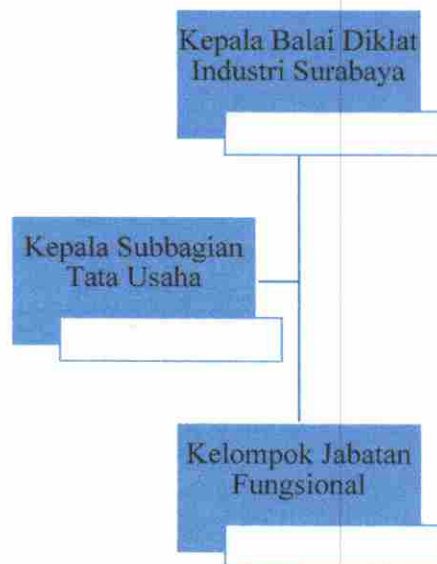 Kepala Balai Diklat
Industri Surabaya
Kepala Subbagian
Tata Usaha
Kelompok Jabatan
Fungsional